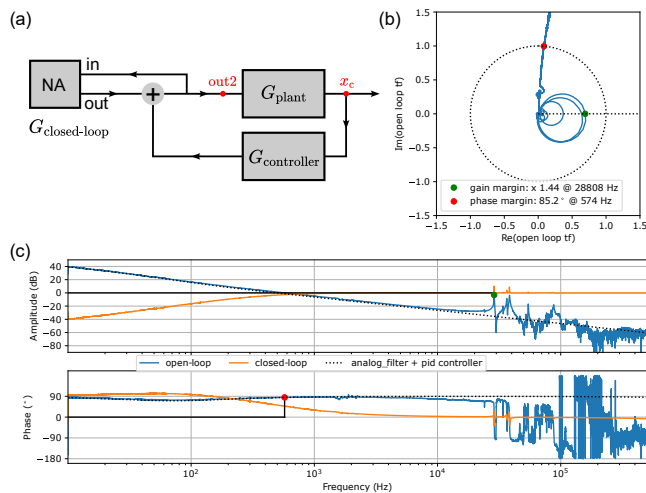 (a)
NA
in
out
+
out2
G_plant
x_c
G_closed-loop
G_controller
(b)
Im(open loop tf)
1.5
1.0
0.5
0.0
−0.5
−1.0
−1.5
gain margin: x 1.44 @ 28808 Hz
phase margin: 85.2° @ 574 Hz
−1.0 −0.5 0.0 0.5 1.0 1.5
Re(open loop tf)
(c)
Amplitude (dB)
40
20
0
−20
−40
−60
−80
open-loop closed-loop analog_filter + pid controller
Phase (°)
90
0
−90
−180
10² 10³ 10⁴ 10⁵
Frequency (Hz)